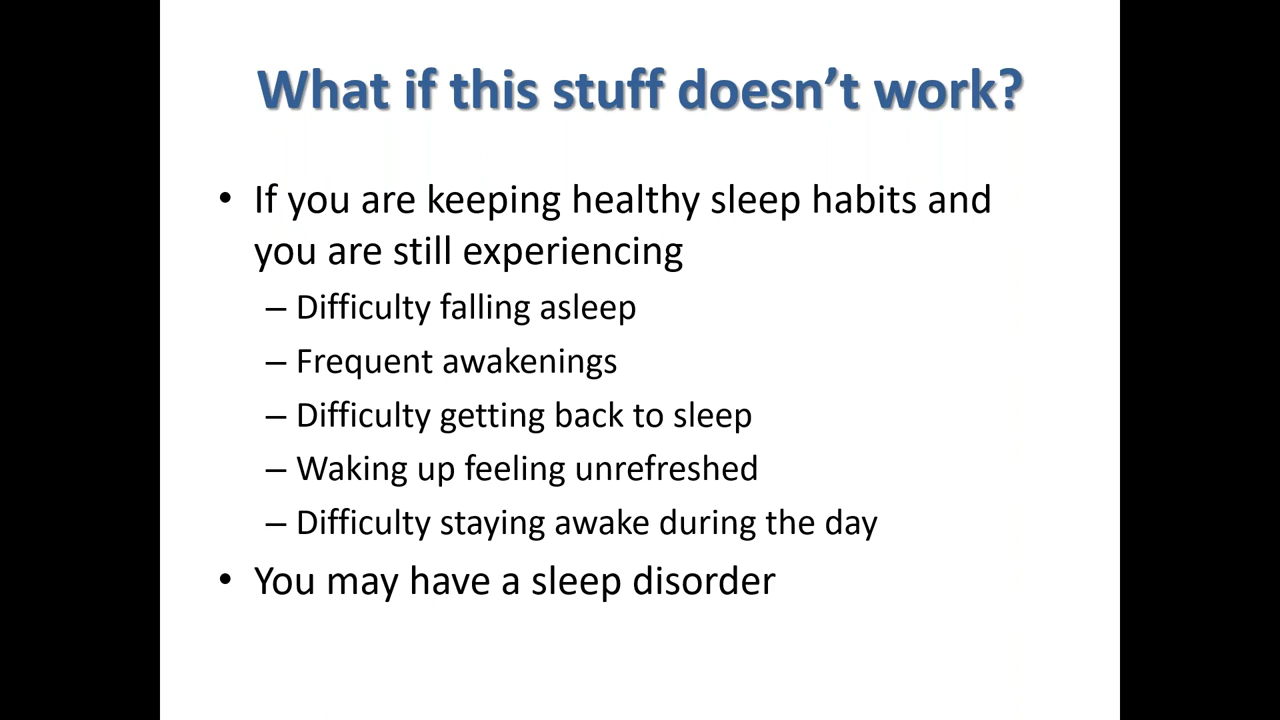 What if this stuff doesn’t work?
• If you are keeping healthy sleep habits and
you are still experiencing
– Difficulty falling asleep
– Frequent awakenings
– Difficulty getting back to sleep
– Waking up feeling unrefreshed
– Difficulty staying awake during the day
• You may have a sleep disorder